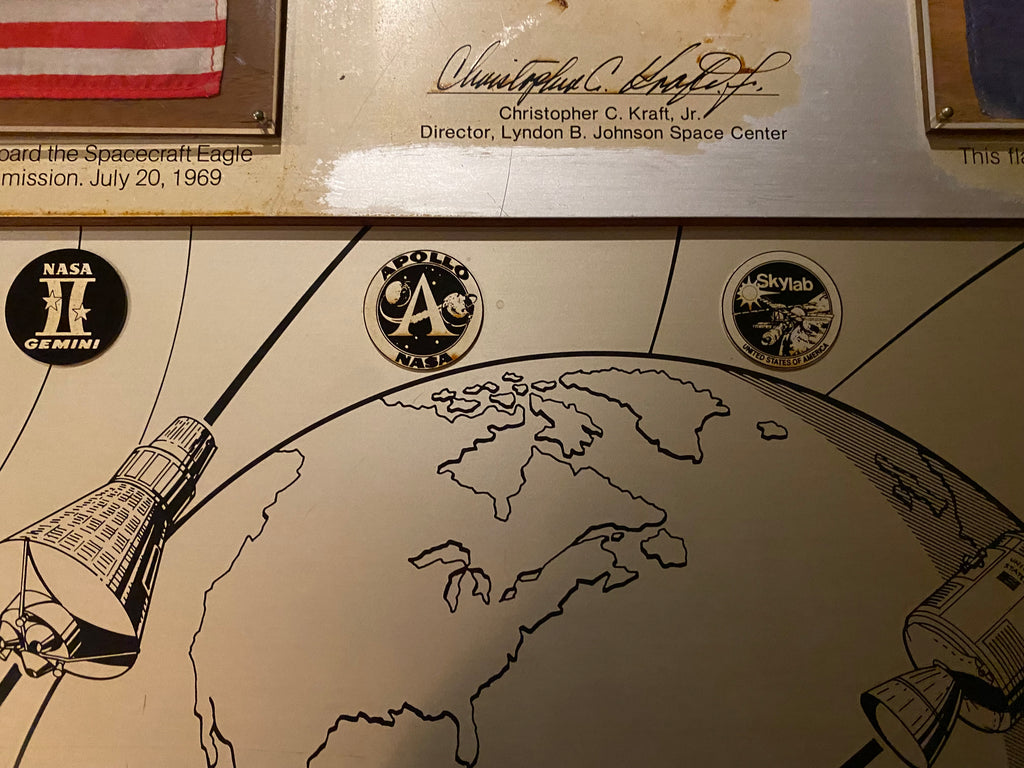 Christopher C. Kraft, Jr.
Christopher C. Kraft, Jr.
Director, Lyndon B. Johnson Space Center
oard the Spacecraft Eagle
mission. July 20, 1969
This fla
NASA
II
GEMINI
APOLLO
A
NASA
Skylab
UNITED STATES OF AMERICA